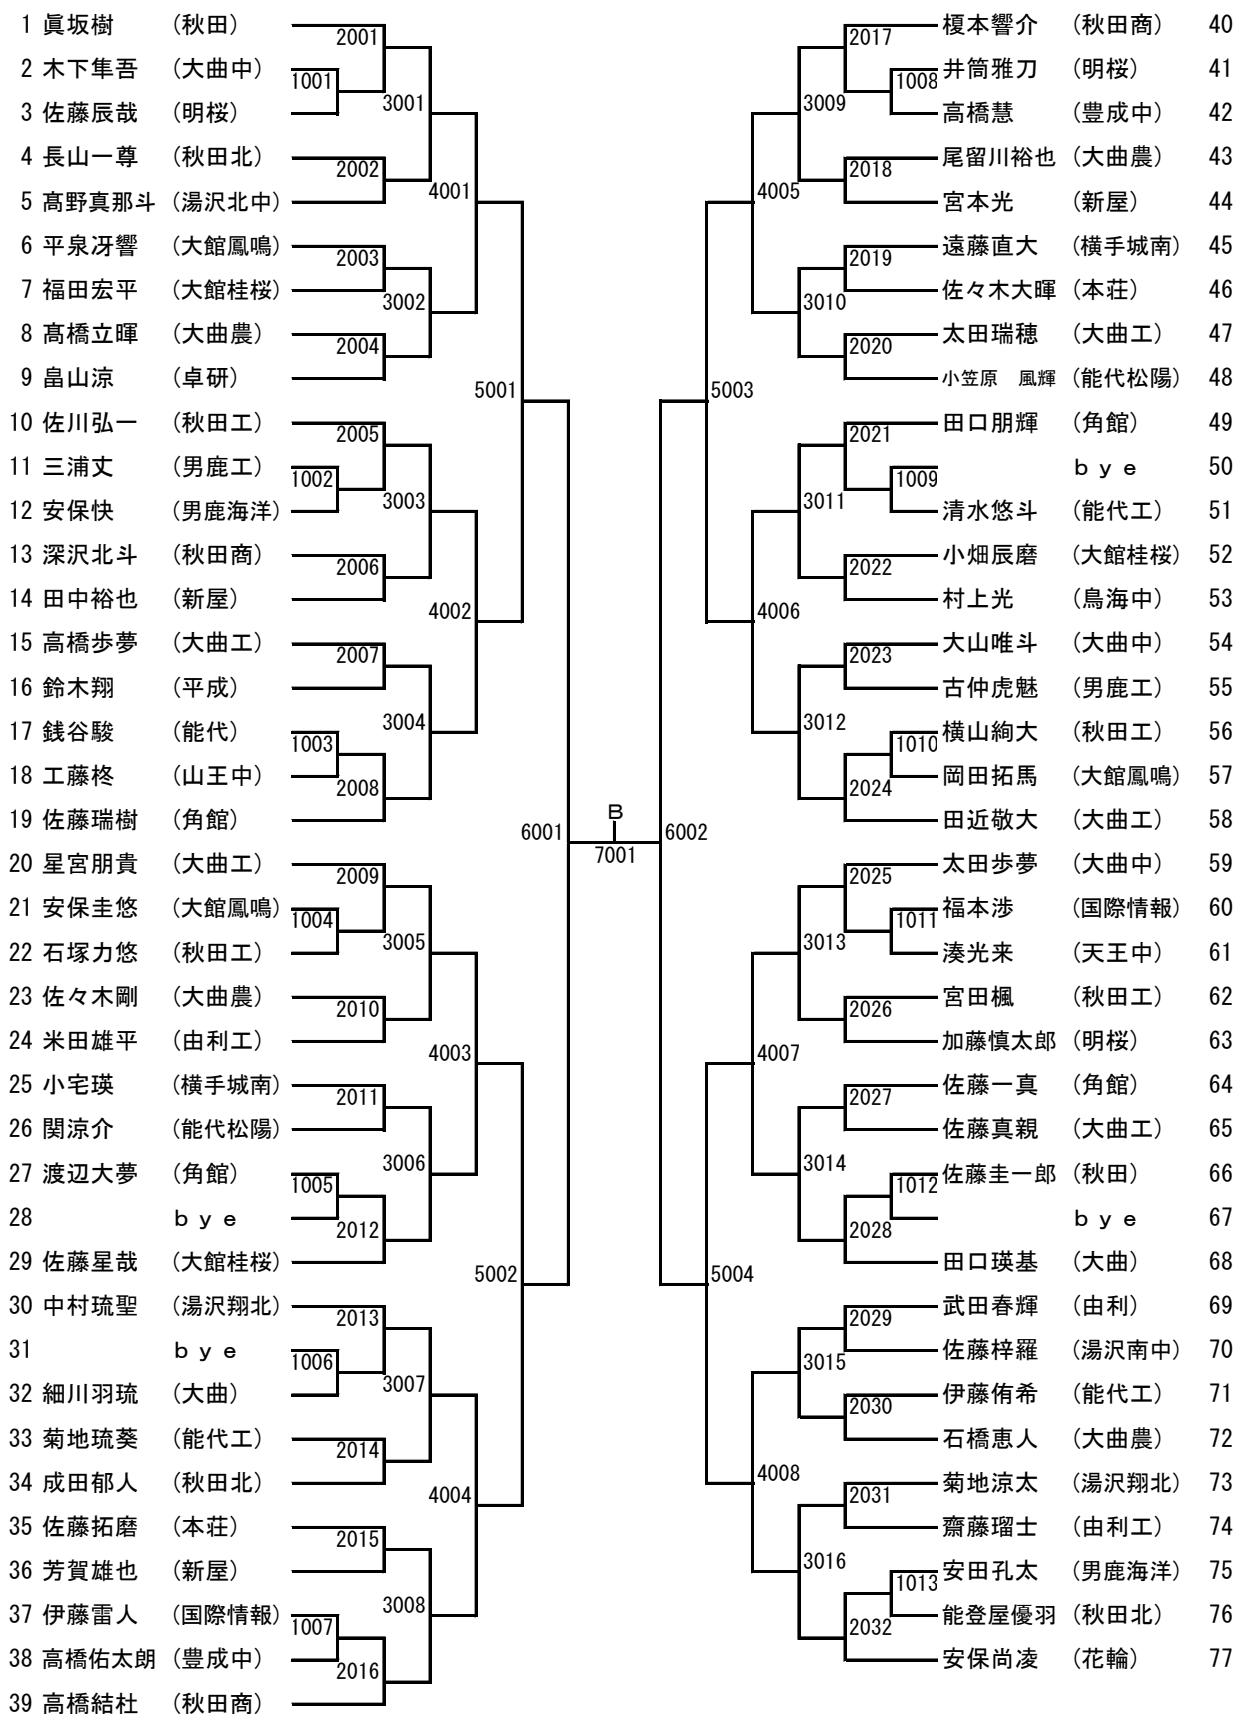 1 眞坂樹 （秋田）
2 木下隼吾 （大曲中）
3 佐藤辰哉 （明桜）
4 長山一尊 （秋田北）
5 髙野真那斗 （湯沢北中）
6 平泉冴響 （大館鳳鳴）
7 福田宏平 （大館桂桜）
8 髙橋立暉 （大曲農）
9 畠山涼 （卓研）
10 佐川弘一 （秋田工）
11 三浦丈 （男鹿工）
12 安保快 （男鹿海洋）
13 深沢北斗 （秋田商）
14 田中裕也 （新屋）
15 高橋歩夢 （大曲工）
16 鈴木翔 （平成）
17 銭谷駿 （能代）
18 工藤柊 （山王中）
19 佐藤瑞樹 （角館）
20 星宮朋貴 （大曲工）
21 安保圭悠 （大館鳳鳴）
22 石塚力悠 （秋田工）
23 佐々木剛 （大曲農）
24 米田雄平 （由利工）
25 小宅瑛 （横手城南）
26 関涼介 （能代松陽）
27 渡辺大夢 （角館）
28 ｂｙｅ
29 佐藤星哉 （大館桂桜）
30 中村琉聖 （湯沢翔北）
31 ｂｙｅ
32 細川羽琉 （大曲）
33 菊地琉葵 （能代工）
34 成田郁人 （秋田北）
35 佐藤拓磨 （本荘）
36 芳賀雄也 （新屋）
37 伊藤雷人 （国際情報）
38 高橋佑太朗 （豊成中）
39 高橋結杜 （秋田商）
1001
1002
1003
1004
1005
1006
1007
2001
2002
2003
2004
2005
2006
2007
2008
2009
2010
2011
2012
2013
2014
2015
2016
3001
3002
3003
3004
3005
3006
3007
3008
4001
4002
4003
4004
5001
5002
6001
Ｂ
7001
6002
5003
5004
4005
4006
4007
4008
3009
3010
3011
3012
3013
3014
3015
3016
2017
2018
2019
2020
2021
2022
2023
2024
2025
2026
2027
2028
2029
2030
2031
2032
1008
1009
1010
1011
1012
1013
榎本響介 （秋田商） 40
井筒雅刀 （明桜） 41
高橋慧 （豊成中） 42
尾留川裕也 （大曲農） 43
宮本光 （新屋） 44
遠藤直大 （横手城南） 45
佐々木大暉 （本荘） 46
太田瑞穂 （大曲工） 47
小笠原　風輝 （能代松陽） 48
田口朋輝 （角館） 49
ｂｙｅ 50
清水悠斗 （能代工） 51
小畑辰磨 （大館桂桜） 52
村上光 （鳥海中） 53
大山唯斗 （大曲中） 54
古仲虎魅 （男鹿工） 55
横山絢大 （秋田工） 56
岡田拓馬 （大館鳳鳴） 57
田近敬大 （大曲工） 58
太田歩夢 （大曲中） 59
福本渉 （国際情報） 60
湊光来 （天王中） 61
宮田楓 （秋田工） 62
加藤慎太郎 （明桜） 63
佐藤一真 （角館） 64
佐藤真親 （大曲工） 65
佐藤圭一郎 （秋田） 66
ｂｙｅ 67
田口瑛基 （大曲） 68
武田春輝 （由利） 69
佐藤梓羅 （湯沢南中） 70
伊藤侑希 （能代工） 71
石橋恵人 （大曲農） 72
菊地涼太 （湯沢翔北） 73
齋藤瑠士 （由利工） 74
安田孔太 （男鹿海洋） 75
能登屋優羽 （秋田北） 76
安保尚凌 （花輪） 77